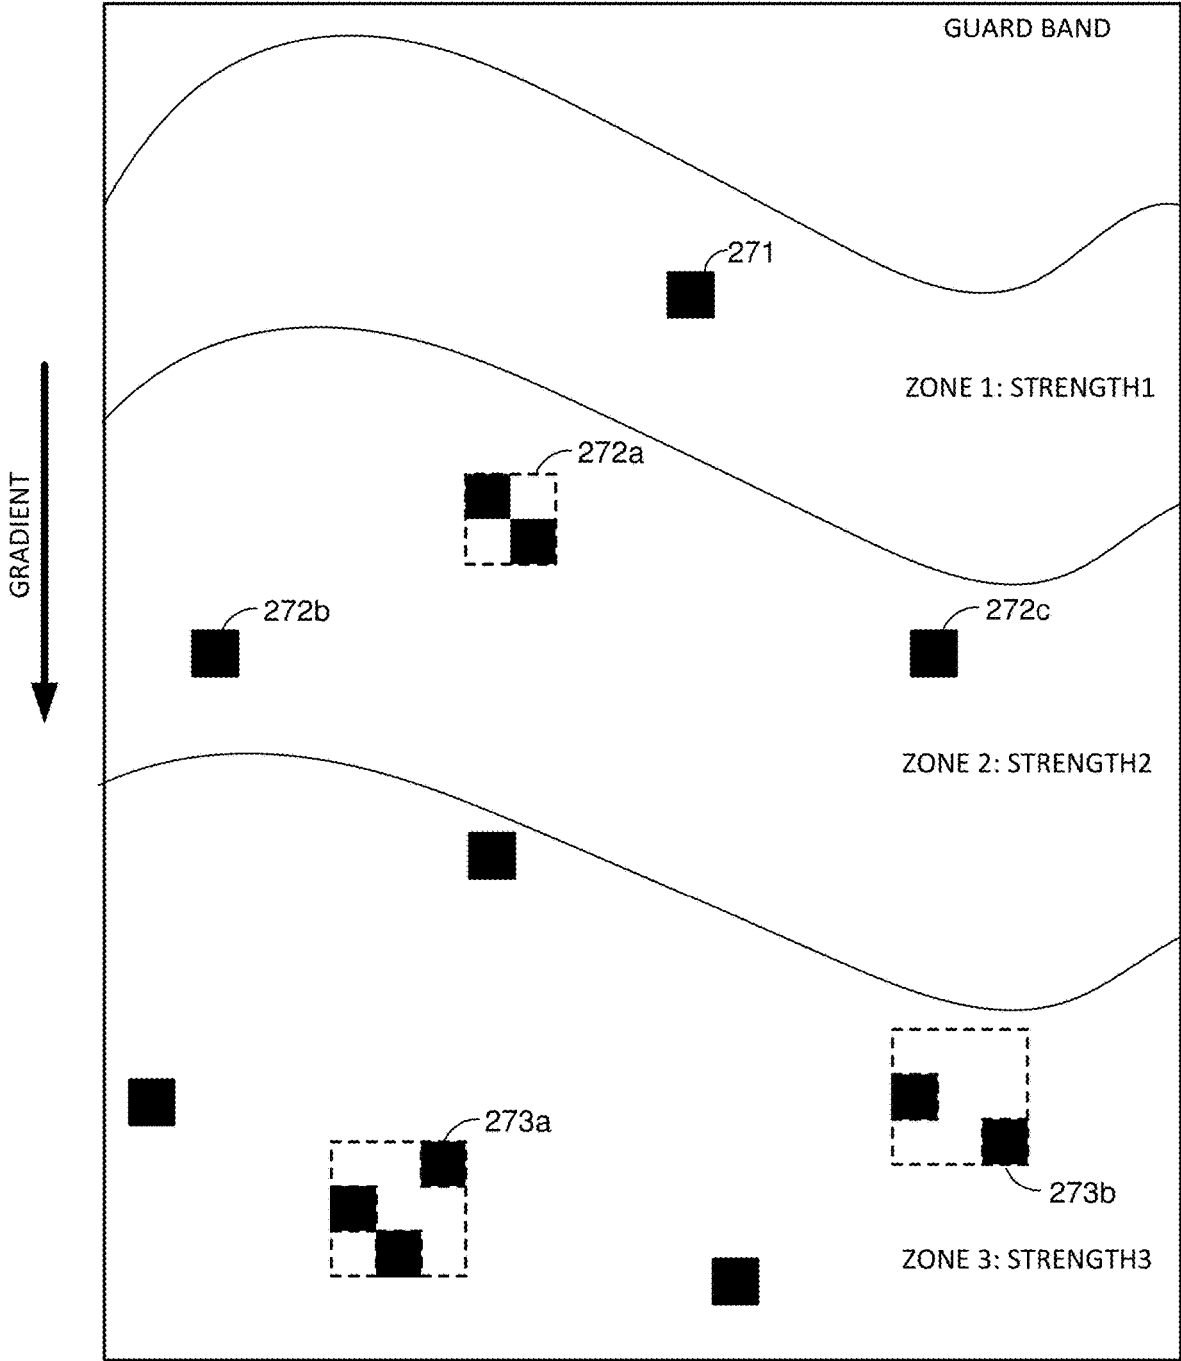 GUARD BAND
271
ZONE 1: STRENGTH1
272a
GRADIENT
272b
272c
ZONE 2: STRENGTH2
273a
273b
ZONE 3: STRENGTH3